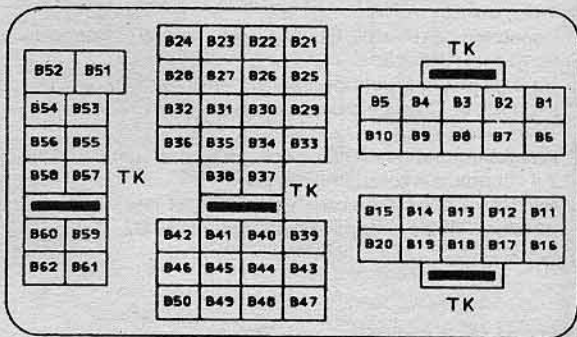 B52 B51
B54 B53
B56 B55
B58 B57
TK
B60 B59
B62 B61
B24 B23 B22 B21
B28 B27 B26 B25
B32 B31 B30 B29
B36 B35 B34 B33
B38 B37
TK
B42 B41 B40 B39
B46 B45 B44 B43
B50 B49 B48 B47
TK
B5 B4 B3 B2 B1
B10 B9 B8 B7 B6
B15 B14 B13 B12 B11
B20 B19 B18 B17 B16
TK